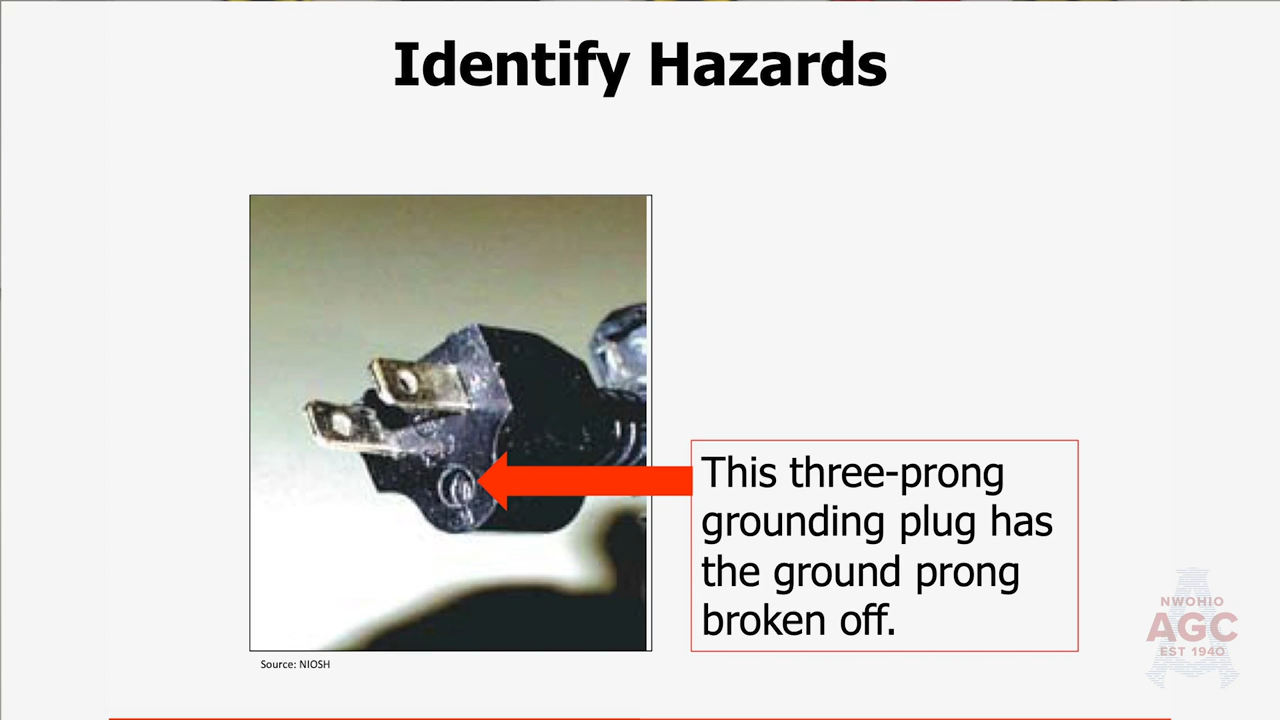 Identify Hazards
This three-prong
grounding plug has
the ground prong
broken off.
Source: NIOSH
NWOHIO
AGC
EST 1940